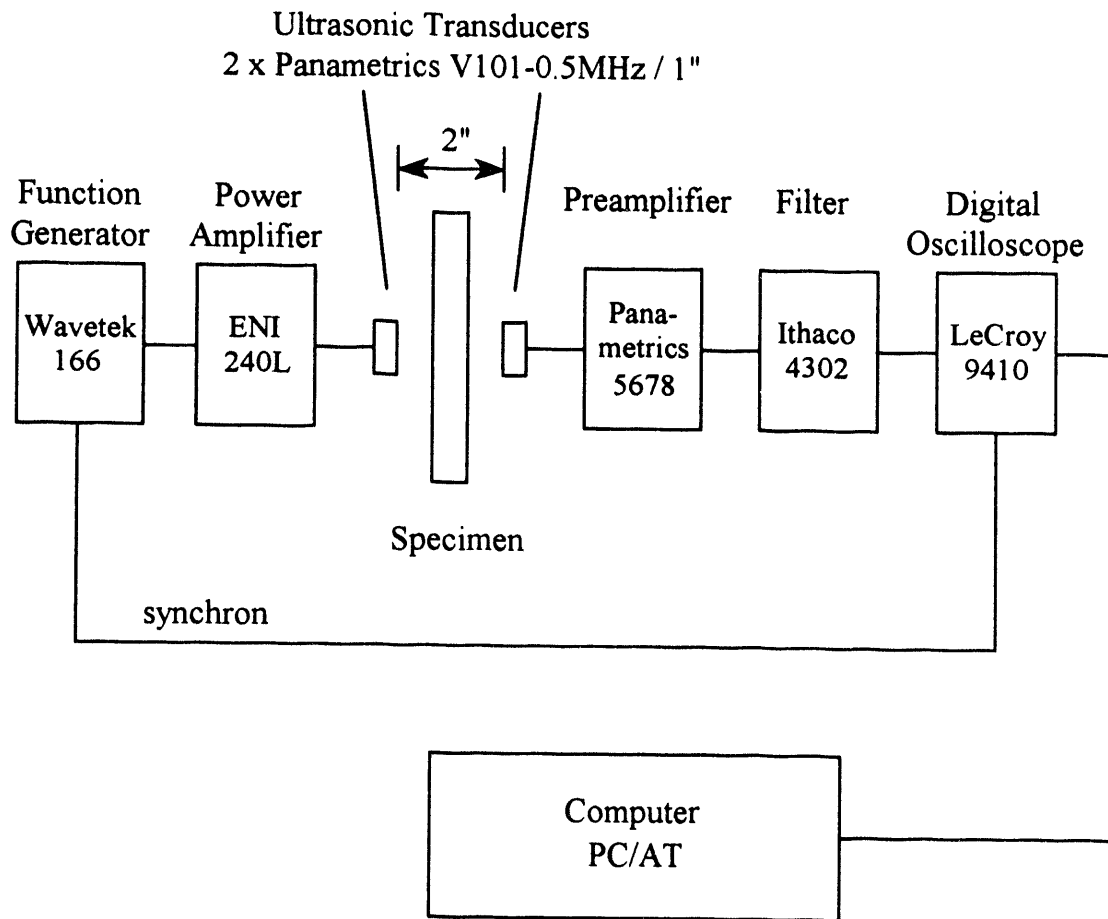 Ultrasonic Transducers
2 x Panametrics V101-0.5MHz / 1"
2"
Function
Generator
Power
Amplifier
Preamplifier
Filter
Digital
Oscilloscope
Wavetek
166
ENI
240L
Pana-
metrics
5678
Ithaco
4302
LeCroy
9410
Specimen
synchron
Computer
PC/AT